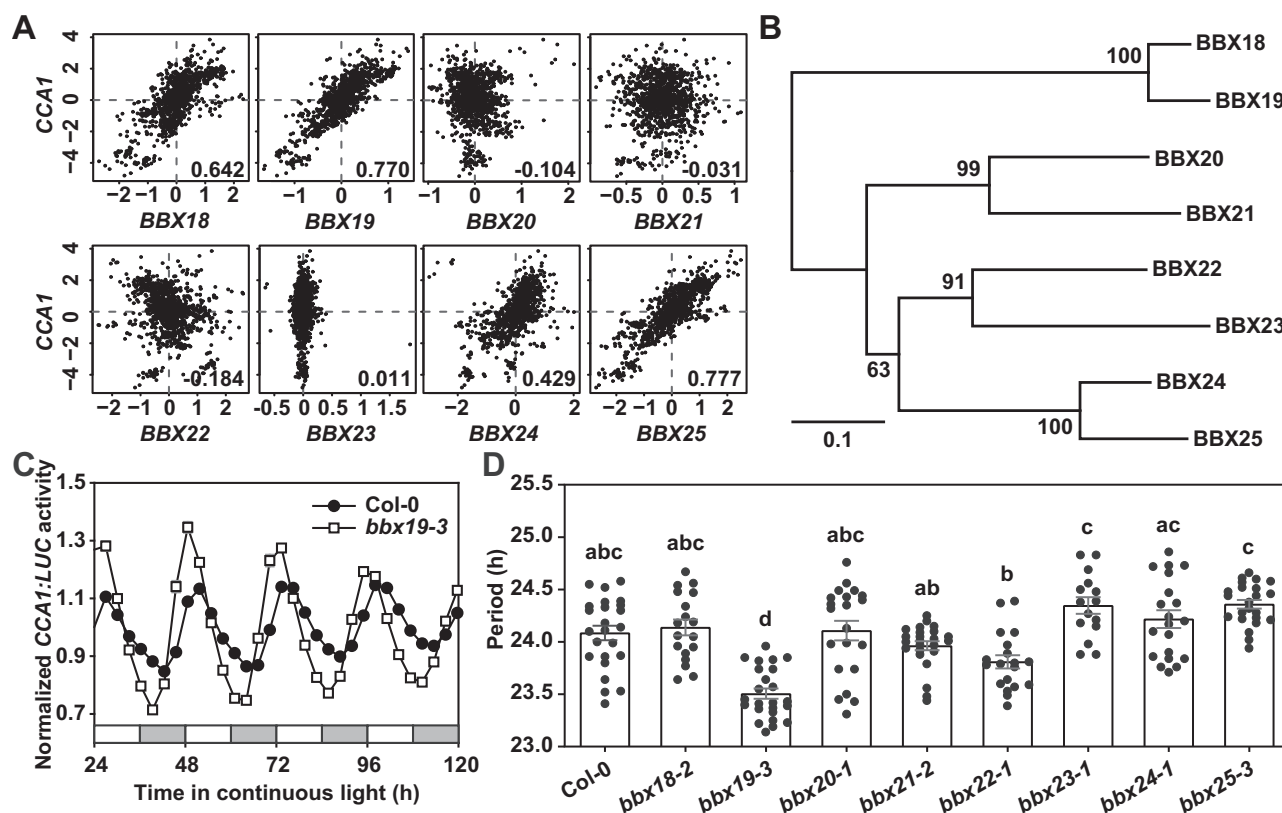 A
CCA1
4
2
0
−2
−4
0.642
0.770
-0.104
-0.031
−2 −1 0 1 2
−1 0 1
−1 0 1 2
−0.5 0 0.5 1
BBX18 BBX19 BBX20 BBX21
CCA1
4
2
0
−2
−4
-0.184
0.011
0.429
0.777
−2 −1 0 1 2
-0.5 0 0.5 1 1.5
−2 0 2
−2 −1 0 1 2
BBX22 BBX23 BBX24 BBX25
B
BBX18
100
BBX19
BBX20
99
BBX21
BBX22
91
BBX23
63
BBX24
100
BBX25
0.1
C
Normalized CCA1:LUC activity
1.5
1.3
1.1
0.9
0.7
Col-0
bbx19-3
24 48 72 96 120
Time in continuous light (h)
D
Period (h)
25.5
25.0
24.5
24.0
23.5
23.0
abc abc d abc ab b c ac c
Col-0 bbx18-2 bbx19-3 bbx20-1 bbx21-2 bbx22-1 bbx23-1 bbx24-1 bbx25-3